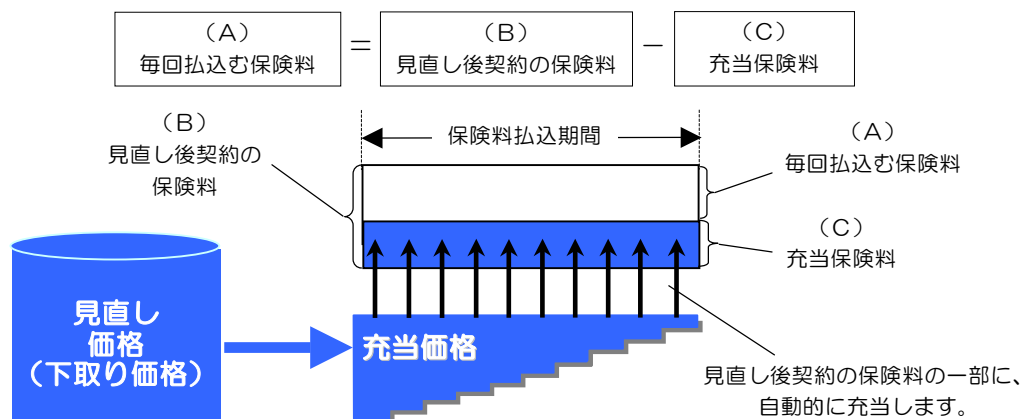 （Ａ）
毎回払込む保険料
＝
（Ｂ）
見直し後契約の保険料
－
（Ｃ）
充当保険料
保険料払込期間
（Ｂ）
見直し後契約の
保険料
（Ａ）
毎回払込む保険料
（Ｃ）
充当保険料
見直し
価格
（下取り価格）
充当価格
見直し後契約の保険料の一部に、
自動的に充当します。